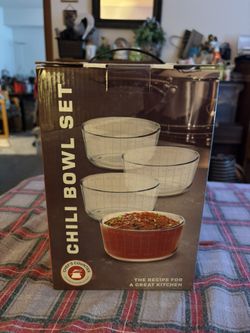 CHILI BOWL SET
THE RECIPE FOR
A GREAT KITCHEN